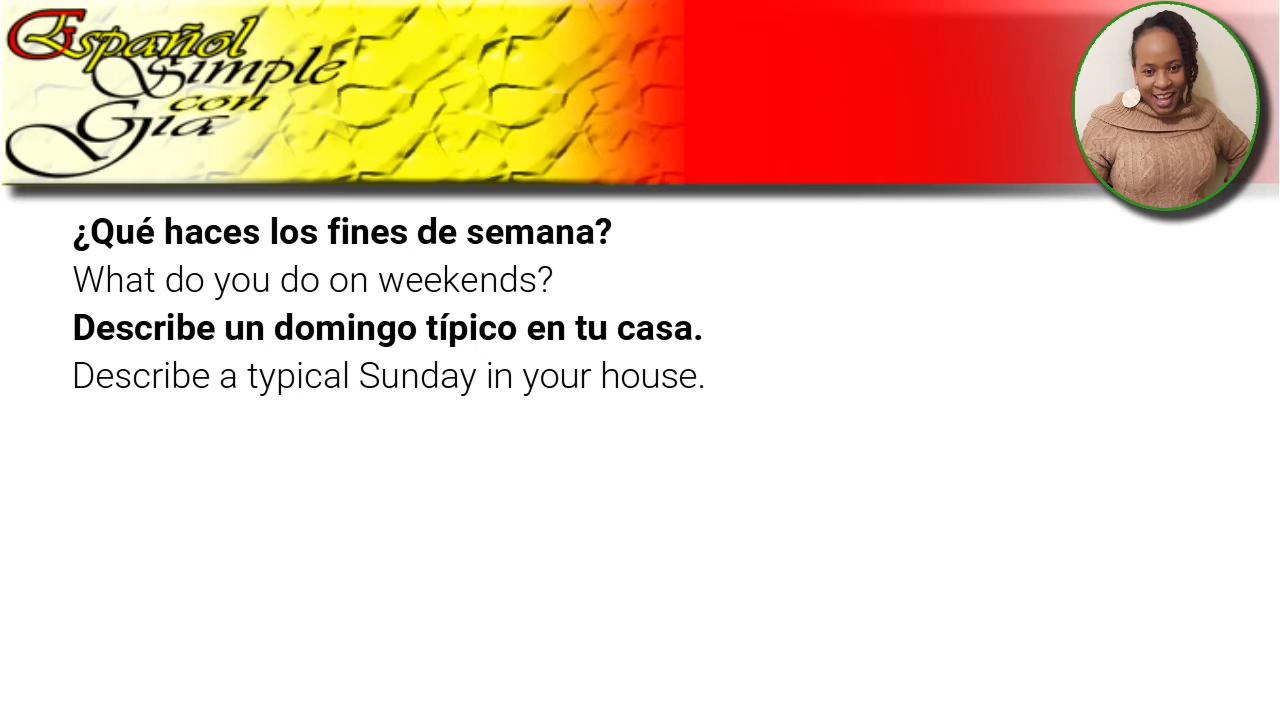 Español
Simple
con
Gia
¿Qué haces los fines de semana?
What do you do on weekends?
Describe un domingo típico en tu casa.
Describe a typical Sunday in your house.